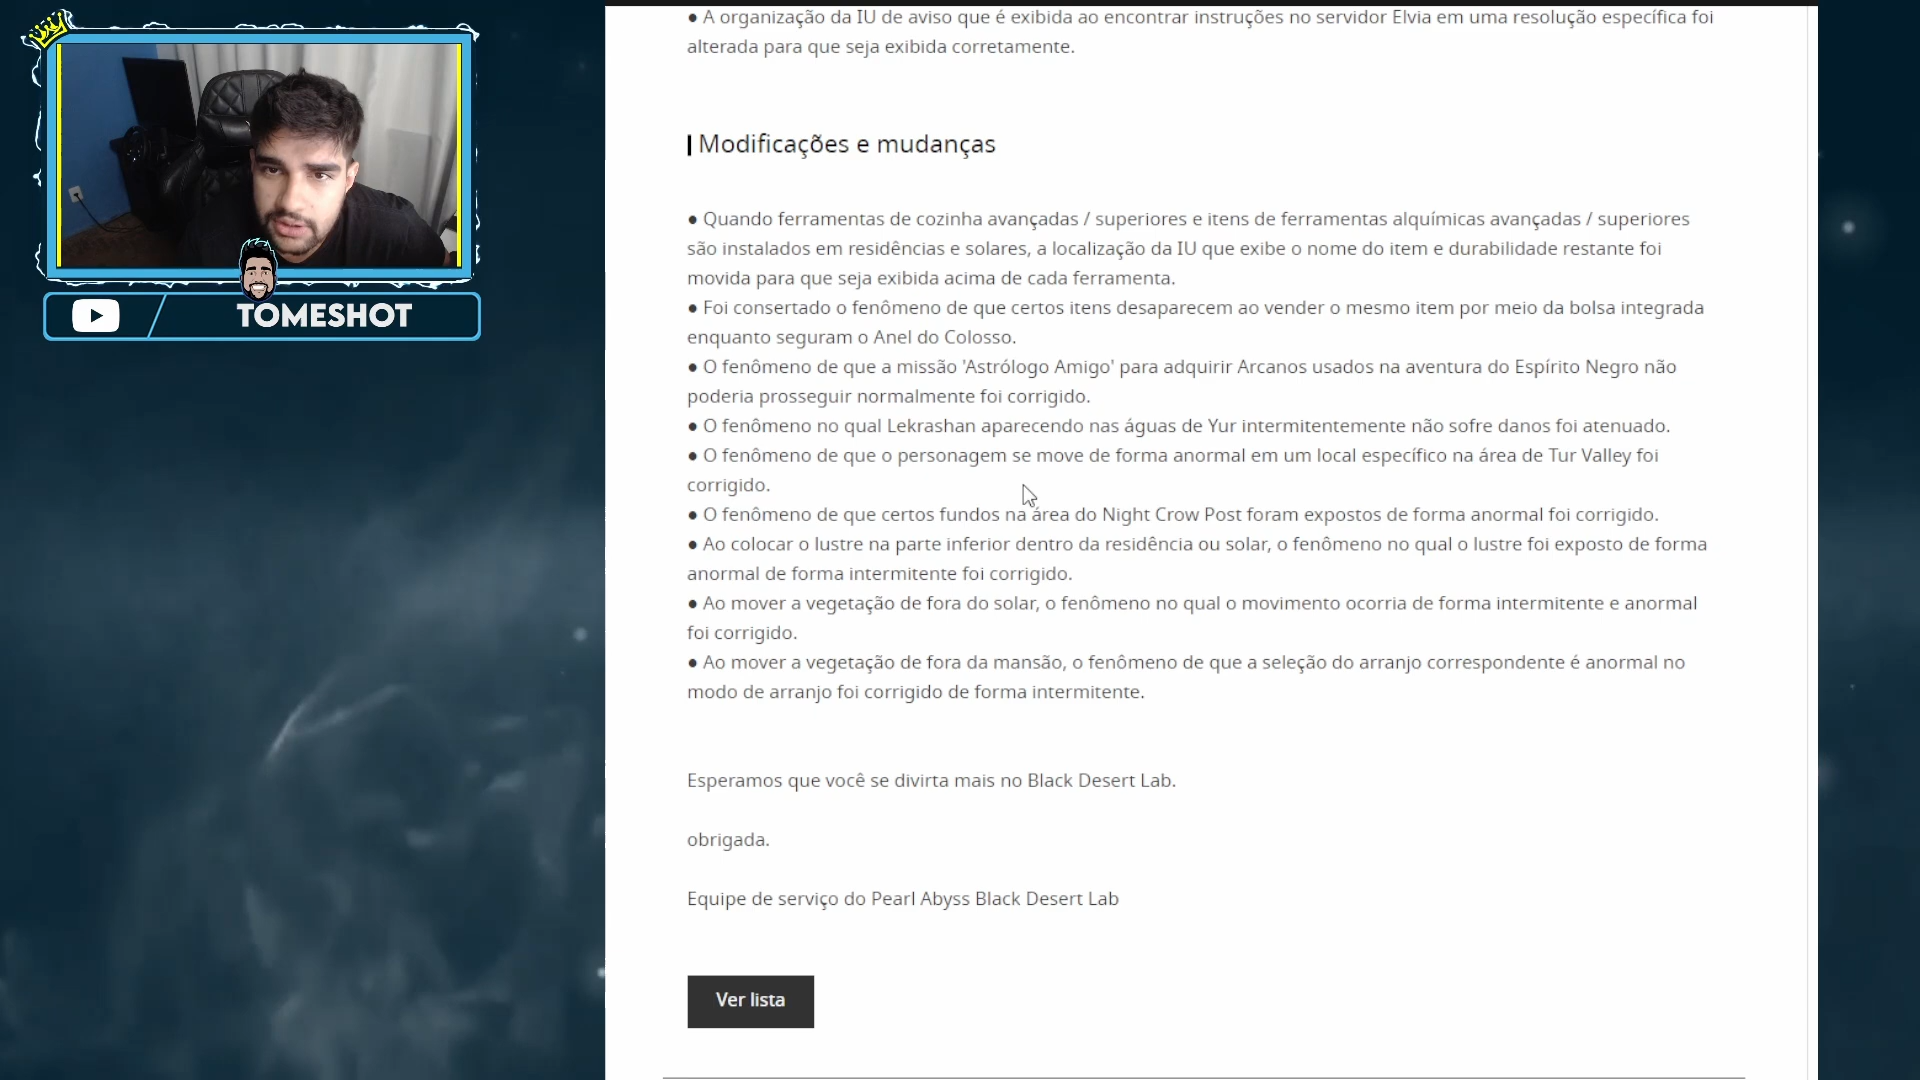 TOMESHOT
● A organização da IU de aviso que é exibida ao encontrar instruções no servidor Elvia em uma resolução específica foi
alterada para que seja exibida corretamente.
Modificações e mudanças
● Quando ferramentas de cozinha avançadas / superiores e itens de ferramentas alquímicas avançadas / superiores
são instalados em residências e solares, a localização da IU que exibe o nome do item e durabilidade restante foi
movida para que seja exibida acima de cada ferramenta.
● Foi consertado o fenômeno de que certos itens desaparecem ao vender o mesmo item por meio da bolsa integrada
enquanto seguram o Anel do Colosso.
● O fenômeno de que a missão 'Astrólogo Amigo' para adquirir Arcanos usados na aventura do Espírito Negro não
poderia prosseguir normalmente foi corrigido.
● O fenômeno no qual Lekrashan aparecendo nas águas de Yur intermitentemente não sofre danos foi atenuado.
● O fenômeno de que o personagem se move de forma anormal em um local específico na área de Tur Valley foi
corrigido.
● O fenômeno de que certos fundos na área do Night Crow Post foram expostos de forma anormal foi corrigido.
● Ao colocar o lustre na parte inferior dentro da residência ou solar, o fenômeno no qual o lustre foi exposto de forma
anormal de forma intermitente foi corrigido.
● Ao mover a vegetação de fora do solar, o fenômeno no qual o movimento ocorria de forma intermitente e anormal
foi corrigido.
● Ao mover a vegetação de fora da mansão, o fenômeno de que a seleção do arranjo correspondente é anormal no
modo de arranjo foi corrigido de forma intermitente.
Esperamos que você se divirta mais no Black Desert Lab.
obrigada.
Equipe de serviço do Pearl Abyss Black Desert Lab
Ver lista